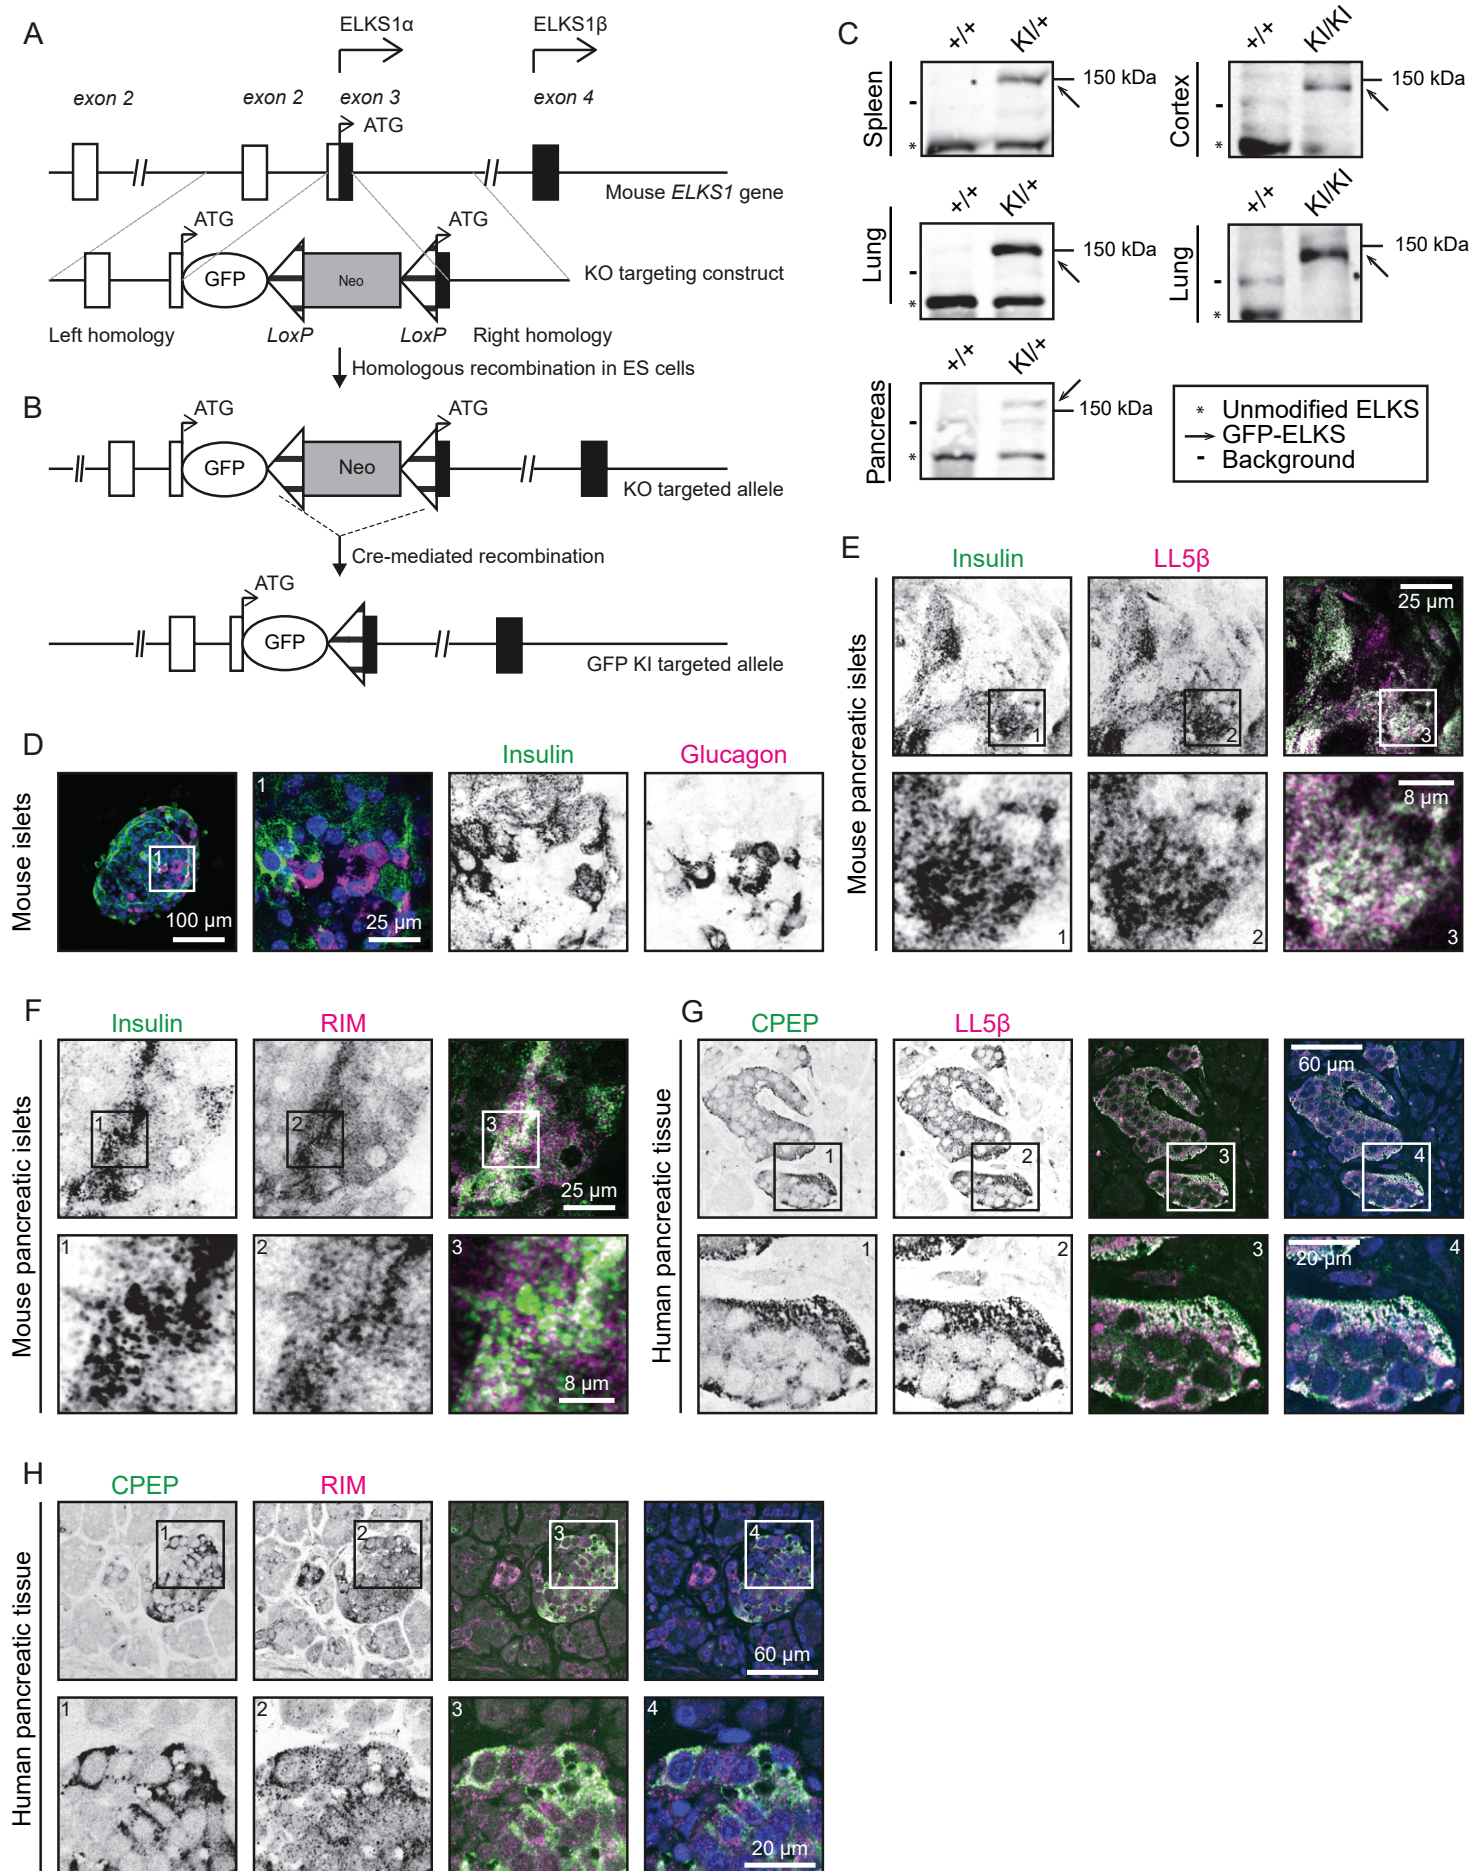 A
ELKS1α
ELKS1β
exon 2
exon 2
exon 3
exon 4
ATG
Mouse ELKS1 gene
ATG
ATG
GFP
Neo
KO targeting construct
Left homology
LoxP
LoxP
Right homology
Homologous recombination in ES cells
B
ATG
ATG
GFP
Neo
KO targeted allele
Cre-mediated recombination
ATG
GFP
GFP KI targeted allele
C
+/+
KI/+
Spleen
150 kDa
-
*
+/+
KI/KI
Cortex
150 kDa
-
*
+/+
KI/+
Lung
150 kDa
-
*
+/+
KI/KI
Lung
150 kDa
-
*
+/+
KI/+
Pancreas
150 kDa
-
*
* Unmodified ELKS
→ GFP-ELKS
- Background
D
Insulin
Glucagon
Mouse islets
1
100 µm
1
25 µm
E
Insulin
LL5β
Mouse pancreatic islets
1
2
25 µm
3
1
2
8 µm
3
F
Insulin
RIM
Mouse pancreatic islets
1
2
3
25 µm
1
2
3
8 µm
G
CPEP
LL5β
Human pancreatic tissue
1
2
3
60 µm
4
1
2
3
20 µm
4
H
CPEP
RIM
Human pancreatic tissue
1
2
3
4
60 µm
1
2
3
4
20 µm